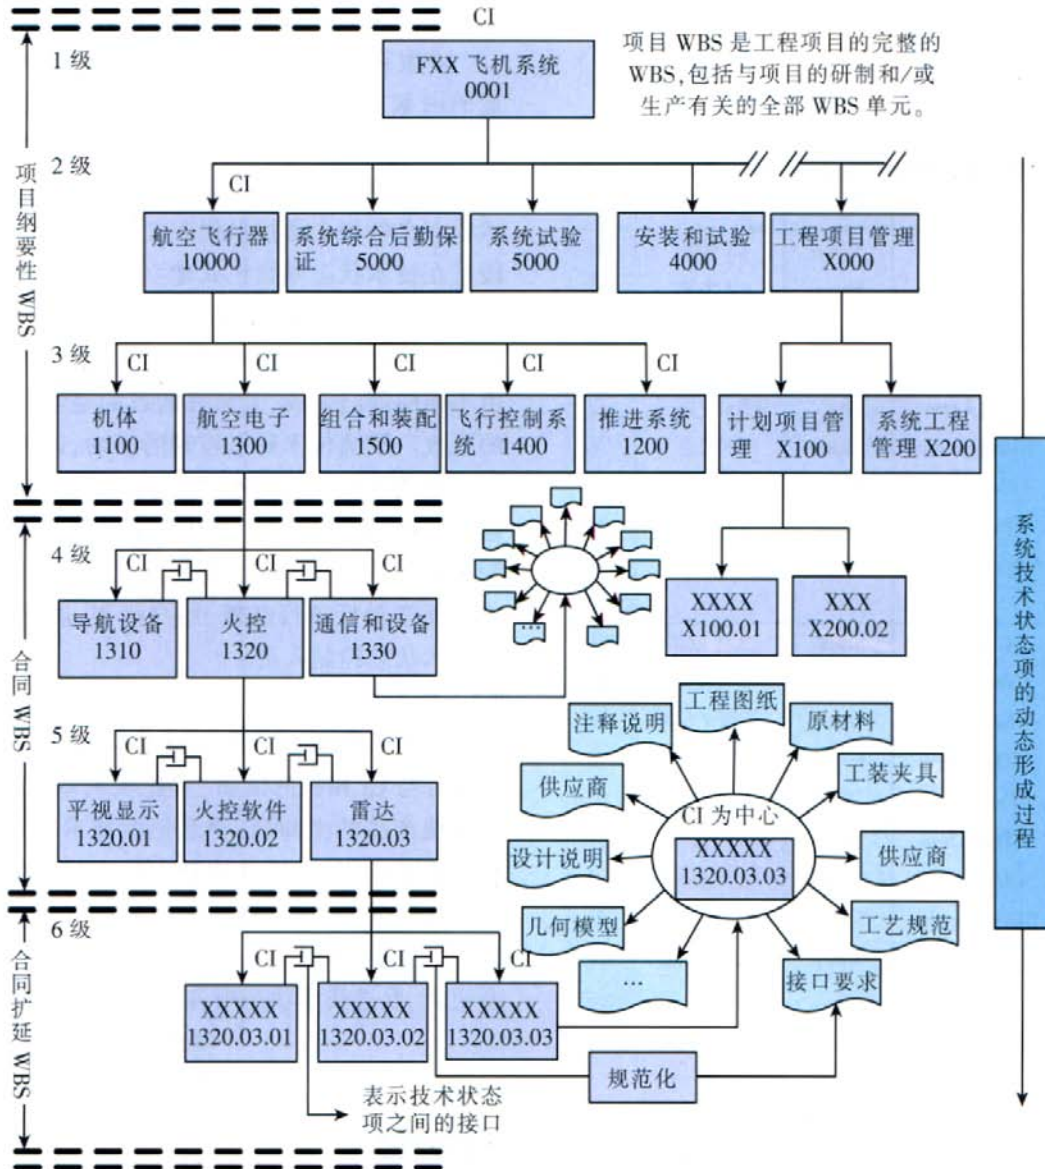 CI
1级
FXX 飞机系统
0001
项目 WBS 是工程项目的完整的
WBS,包括与项目的研制和/或
生产有关的全部 WBS 单元。
项目纲要性 WBS
2级
CI
航空飞行器
10000
系统综合后勤保
证 5000
系统试验
5000
安装和试验
4000
工程项目管理
X000
3级
CI
CI
CI
CI
CI
机体
1100
航空电子
1300
组合和装配
1500
飞行控制系
统 1400
推进系统
1200
计划项目管
理 X100
系统工程
管理 X200
系统技术状态项的动态形成过程
合同 WBS
4级
CI
CI
CI
导航设备
1310
火控
1320
通信和设备
1330
…
XXXX
X100.01
XXX
X200.02
5级
CI
CI
CI
平视显示
1320.01
火控软件
1320.02
雷达
1320.03
工程图纸
注释说明
原材料
供应商
工装夹具
CI 为中心
XXXXX
1320.03.03
设计说明
供应商
几何模型
工艺规范
…
接口要求
合同扩延 WBS
6级
CI
CI
CI
XXXXX
1320.03.01
XXXXX
1320.03.02
XXXXX
1320.03.03
规范化
表示技术状态
项之间的接口